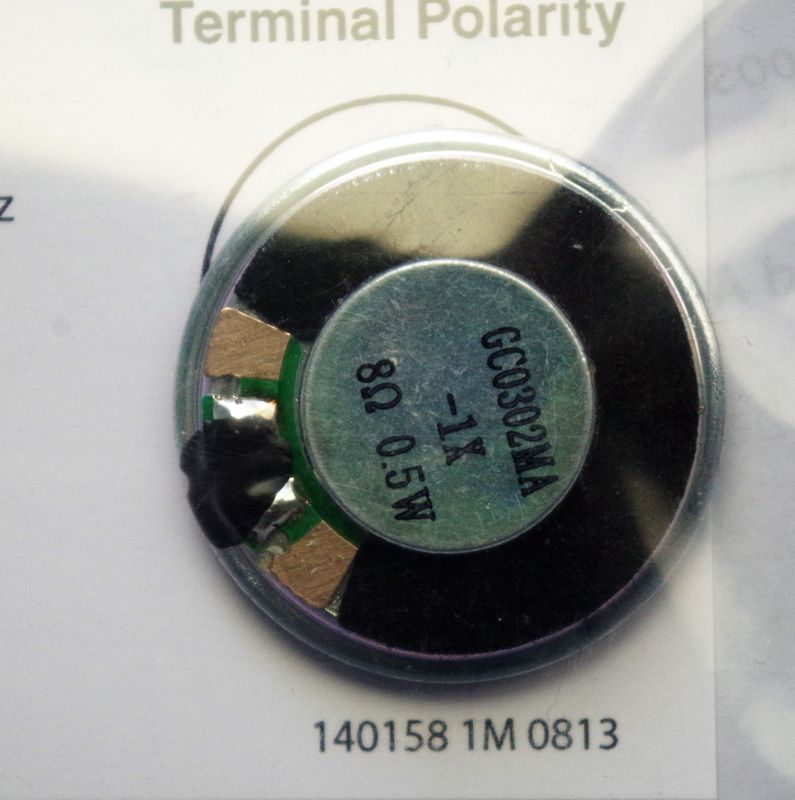 Terminal Polarity
z
GC0302MA
-1X
8Ω 0.5W
140158 1M 0813